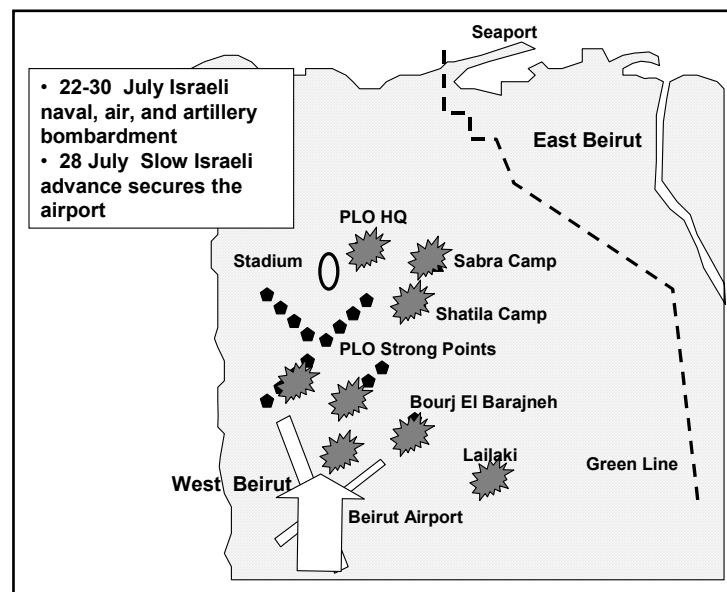 Seaport
• 22-30 July Israeli
naval, air, and artillery
bombardment
• 28 July Slow Israeli
advance secures the
airport
East Beirut
PLO HQ
Stadium
Sabra Camp
Shatila Camp
PLO Strong Points
Bourj El Barajneh
Lailaki
Green Line
West Beirut
Beirut Airport